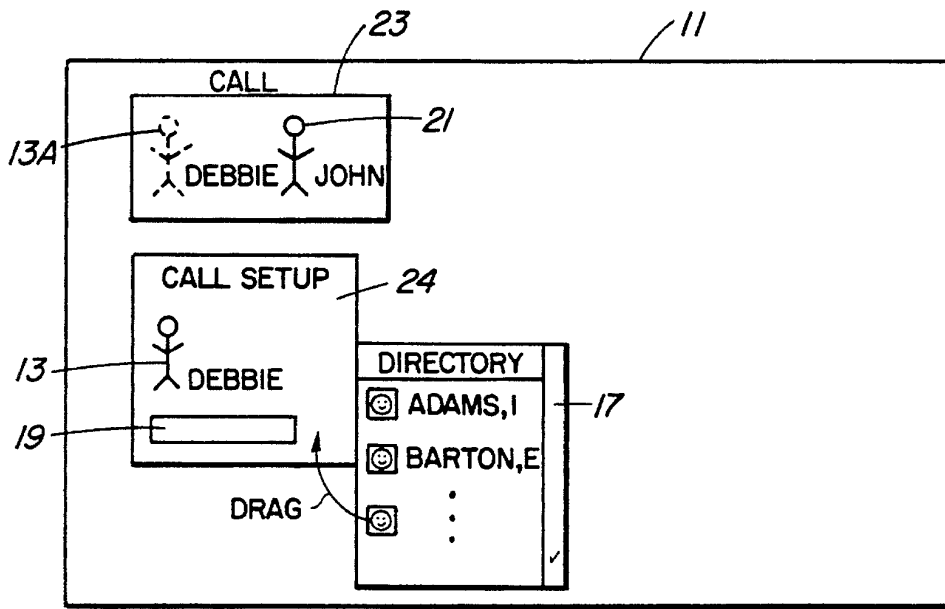 23
11
CALL
13A
21
DEBBIE
JOHN
CALL SETUP
24
13
DEBBIE
DIRECTORY
ADAMS, I
17
19
BARTON, E
DRAG